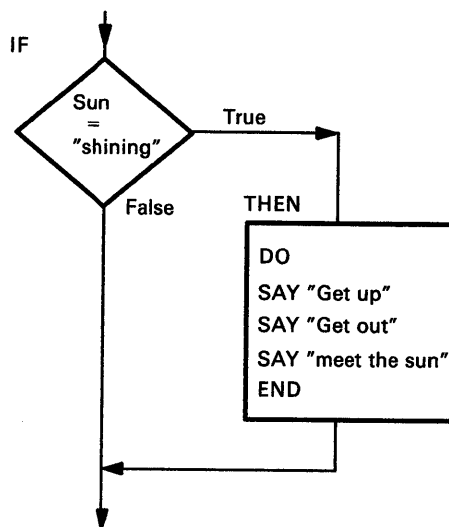 IF
Sun
=
"shining"
True
False
THEN
DO
SAY "Get up"
SAY "Get out"
SAY "meet the sun"
END